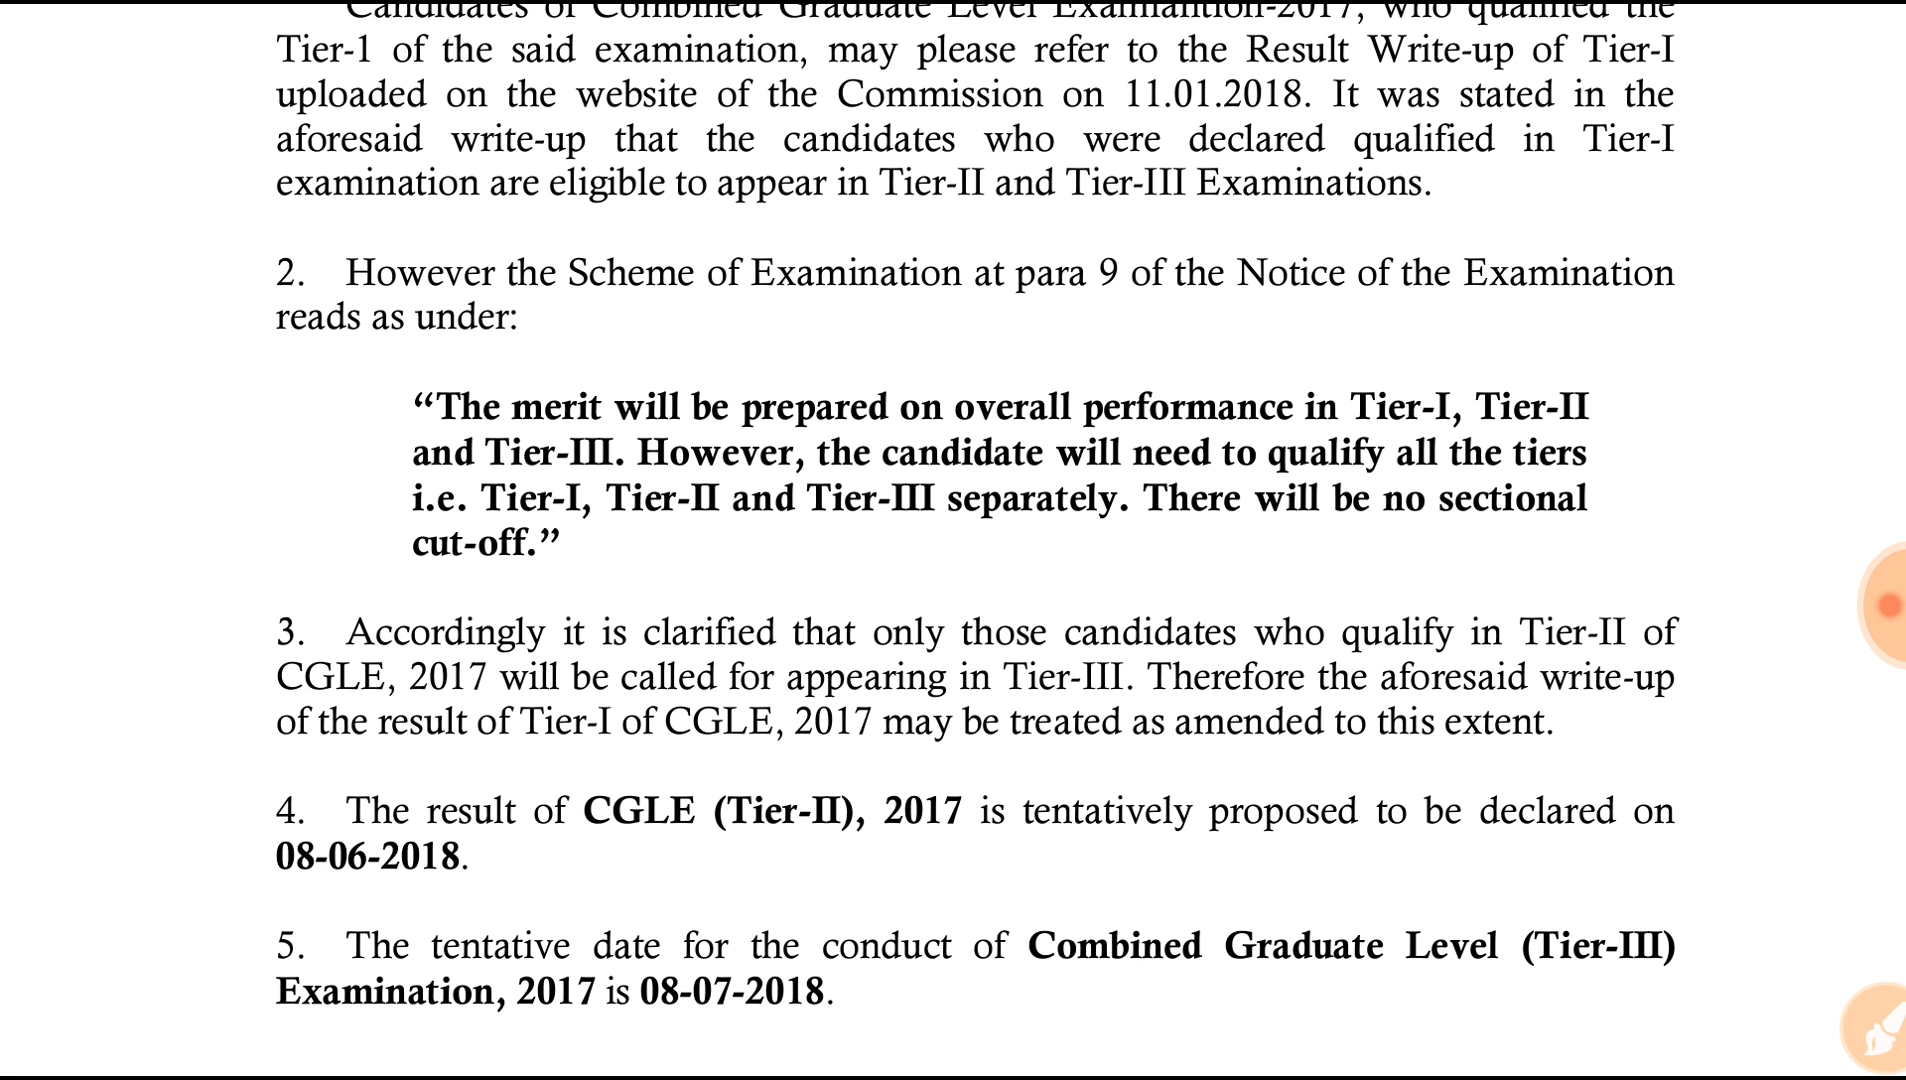 Candidates of Combined Graduate Level Examiantion-2017, who qualified the
Tier-1 of the said examination, may please refer to the Result Write-up of Tier-I
uploaded on the website of the Commission on 11.01.2018. It was stated in the
aforesaid write-up that the candidates who were declared qualified in Tier-I
examination are eligible to appear in Tier-II and Tier-III Examinations.
2. However the Scheme of Examination at para 9 of the Notice of the Examination
reads as under:
“The merit will be prepared on overall performance in Tier-I, Tier-II
and Tier-III. However, the candidate will need to qualify all the tiers
i.e. Tier-I, Tier-II and Tier-III separately. There will be no sectional
cut-off.”
3. Accordingly it is clarified that only those candidates who qualify in Tier-II of
CGLE, 2017 will be called for appearing in Tier-III. Therefore the aforesaid write-up
of the result of Tier-I of CGLE, 2017 may be treated as amended to this extent.
4. The result of CGLE (Tier-II), 2017 is tentatively proposed to be declared on
08-06-2018.
5. The tentative date for the conduct of Combined Graduate Level (Tier-III)
Examination, 2017 is 08-07-2018.